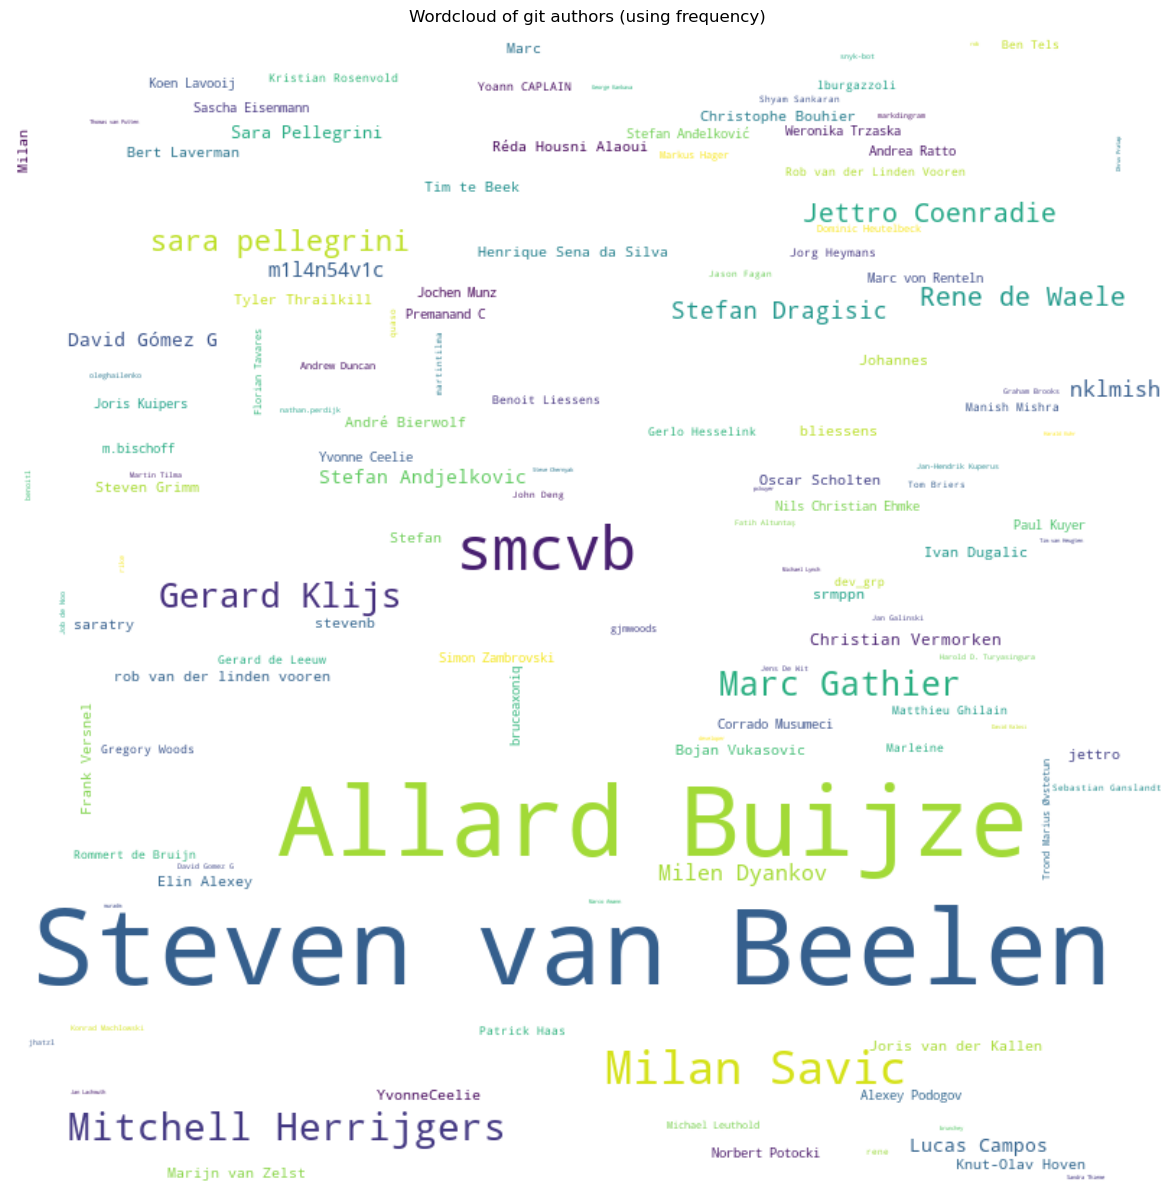 Wordcloud of git authors (using frequency)
Marc
Ben Tels
snyk-bot
Koen Lavooij
Kristian Rosenvold
Yoann CAPLAIN
lburgazzoli
Shyam Sankaran
Sascha Eisenmann
Christophe Bouhier
markdingram
Thomas van Putten
Sara Pellegrini
Stefan Anđelković
Weronika Trzaska
Milan
Bert Laverman
Réda Housni Alaoui
Markus Hager
Andrea Ratto
Rob van der Linden Vooren
Tim te Beek
Jettro Coenradie
Dominic Heutelbeck
sara pellegrini
Henrique Sena da Silva
Jorg Heymans
m1l4n54v1c
Jason Fagan
Marc von Renteln
Tyler Thrailkill
Jochen Munz
Rene de Waele
Premanand C
Stefan Dragisic
quaso
David Gómez G
Florian Tavares
martintilma
Johannes
Andrew Duncan
oleghailenko
Graham Brooks
nklmish
Joris Kuipers
nathan.perdijk
Benoit Liessens
Manish Mishra
André Bierwolf
Gerlo Hesselink
bliessens
m.bischoff
Yvonne Ceelie
Jan-Hendrik Kuperus
Martin Tilma
Stefan Andjelkovic
Oscar Scholten
Tom Briers
Steven Grimm
John Deng
Nils Christian Ehmke
Fatih Altuntaş
Paul Kuyer
Stefan
smcvb
Ivan Dugalic
Michael Lynch
dev_grp
Gerard Klijs
srmppn
Job de Noo
saratry
stevenb
gjmwoods
Jan Galinski
Christian Vermorken
Gerard de Leeuw
Simon Zambrovski
Harold D. Turyasingura
rob van der linden vooren
Jens De Wit
Marc Gathier
bruceaxoniq
Matthieu Ghilain
Frank Versnel
Corrado Musumeci
Gregory Woods
Bojan Vukasovic
Marleine
jettro
Trond Marius Øvstetun
Sebastian Ganslandt
Allard Buijze
Rommert de Bruijn
David Gomez G
Milen Dyankov
Elin Alexey
Steven van Beelen
Konrad Wachlowski
Patrick Haas
jhatzl
Joris van der Kallen
Milan Savic
YvonneCeelie
Alexey Podogov
Mitchell Herrijgers
Michael Leuthold
Lucas Campos
Norbert Potocki
rene
Knut-Olav Hoven
Marijn van Zelst